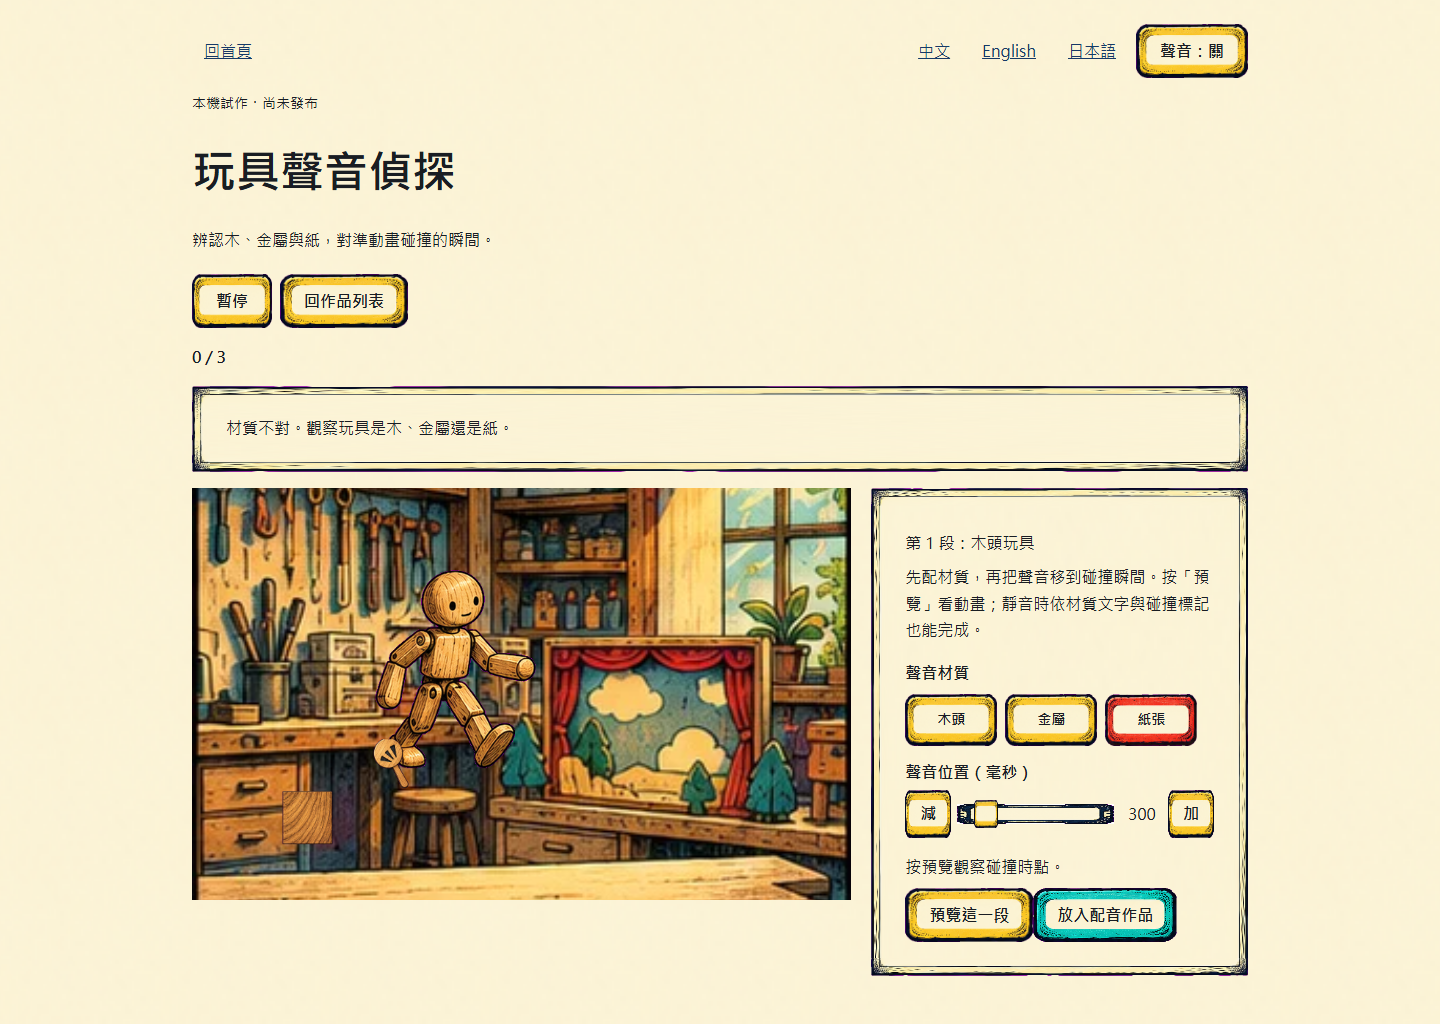 回首頁
中文 English 日本語 聲音：關
本機試作・尚未發布
玩具聲音偵探
辨認木、金屬與紙，對準動畫碰撞的瞬間。
暫停 回作品列表
0 / 3
材質不對。觀察玩具是木、金屬還是紙。
第 1 段：木頭玩具
先配材質，再把聲音移到碰撞瞬間。按「預
覽」看動畫；靜音時依材質文字與碰撞標記
也能完成。
聲音材質
木頭 金屬 紙張
聲音位置（毫秒）
減 300 加
按預覽觀察碰撞時點。
預覽這一段 放入配音作品